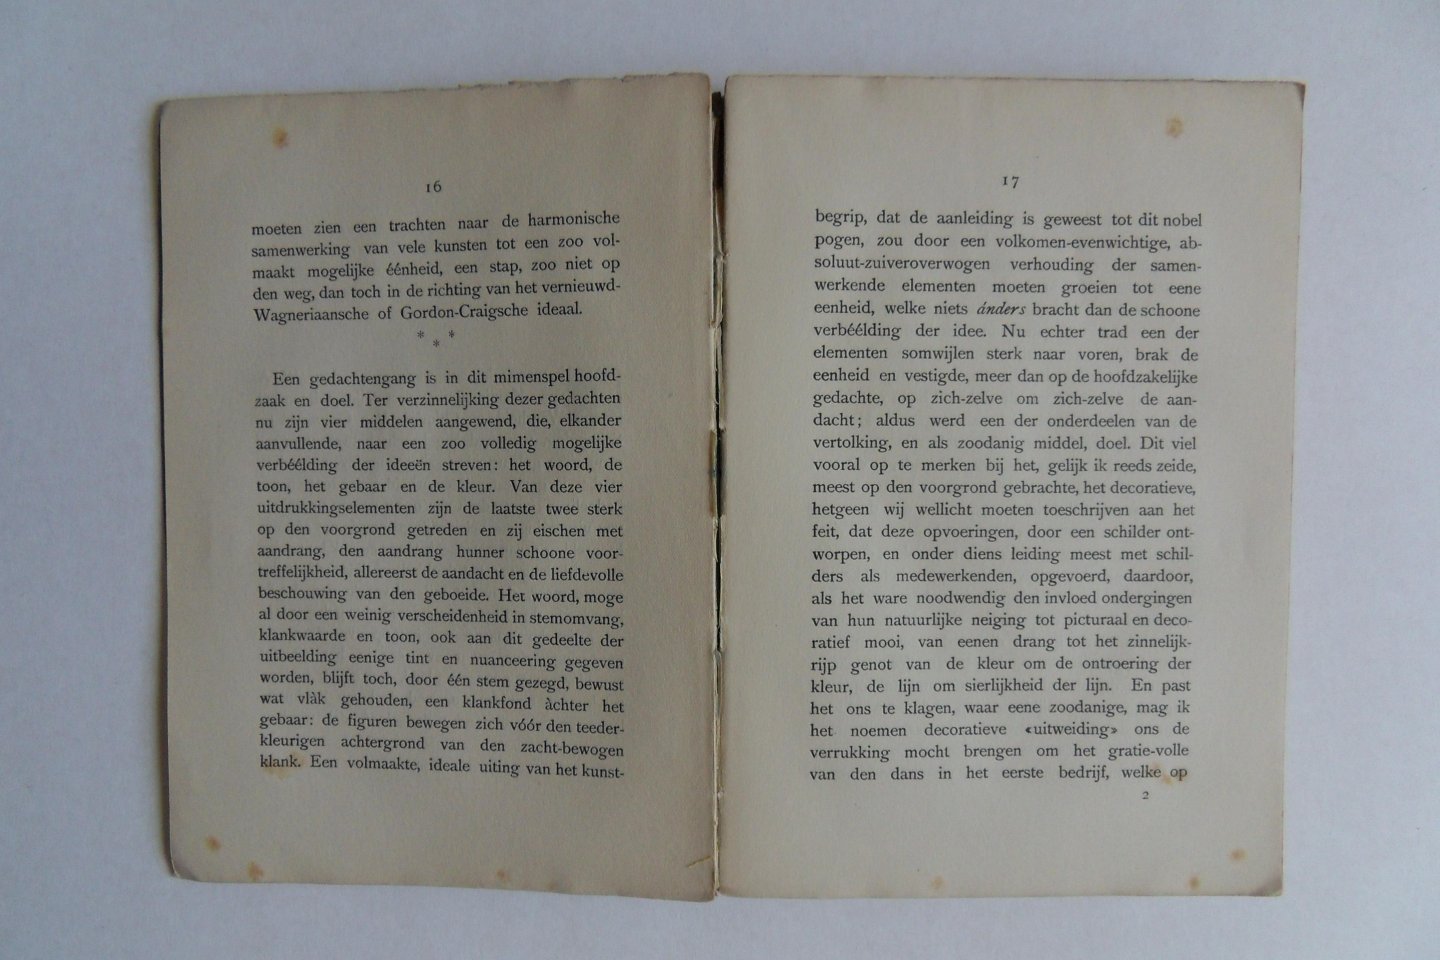 16
moeten zien een trachten naar de harmonische
samenwerking van vele kunsten tot een zoo vol-
maakt mogelijke éénheid, een stap, zoo niet op
den weg, dan toch in de richting van het vernieuwd-
Wagneriaansche of Gordon-Craigsche ideaal.
* * *
Een gedachtengang is in dit mimenspel hoofd-
zaak en doel. Ter verzinnelijking dezer gedachten
nu zijn vier middelen aangewend, die, elkander
aanvullende, naar een zoo volledig mogelijke
verbéélding der ideeën streven: het woord, de
toon, het gebaar en de kleur. Van deze vier
uitdrukkingselementen zijn de laatste twee sterk
op den voorgrond getreden en zij eischen met
aandrang, den aandrang hunner schoone voor-
treffelijkheid, allereerst de aandacht en de liefdevolle
beschouwing van den geboeide. Het woord, moge
al door een weinig verscheidenheid in stemomvang,
klankwaarde en toon, ook aan dit gedeelte der
uitbeelding eenige tint en nuanceering gegeven
worden, blijft toch, door één stem gezegd, bewust
wat vlàk gehouden, een klankfond àchter het
gebaar: de figuren bewegen zich vóór den teeder-
kleurigen achtergrond van den zacht-bewogen
klank. Een volmaakte, ideale uiting van het kunst-
17
begrip, dat de aanleiding is geweest tot dit nobel
pogen, zou door een volkomen-evenwichtige, ab-
soluut-zuiveroverwogen verhouding der samen-
werkende elementen moeten groeien tot eene
eenheid, welke niets ánders bracht dan de schoone
verbéélding der idee. Nu echter trad een der
elementen somwijlen sterk naar voren, brak de
eenheid en vestigde, meer dan op de hoofdzakelijke
gedachte, op zich-zelve om zich-zelve de aan-
dacht; aldus werd een der onderdeelen van de
vertolking, en als zoodanig middel, doel. Dit viel
vooral op te merken bij het, gelijk ik reeds zeide,
meest op den voorgrond gebrachte, het decoratieve,
hetgeen wij wellicht moeten toeschrijven aan het
feit, dat deze opvoeringen, door een schilder ont-
worpen, en onder diens leiding meest met schil-
ders als medewerkenden, opgevoerd, daardoor,
als het ware noodwendig den invloed ondergingen
van hun natuurlijke neiging tot picturaal en deco-
ratief mooi, van eenen drang tot het zinnelijk-
rijp genot van de kleur om de ontroering der
kleur, de lijn om sierlijkheid der lijn. En past
het ons te klagen, waar eene zoodanige, mag ik
het noemen decoratieve «uitweiding» ons de
verrukking mocht brengen om het gratie-volle
van den dans in het eerste bedrijf, welke op
2